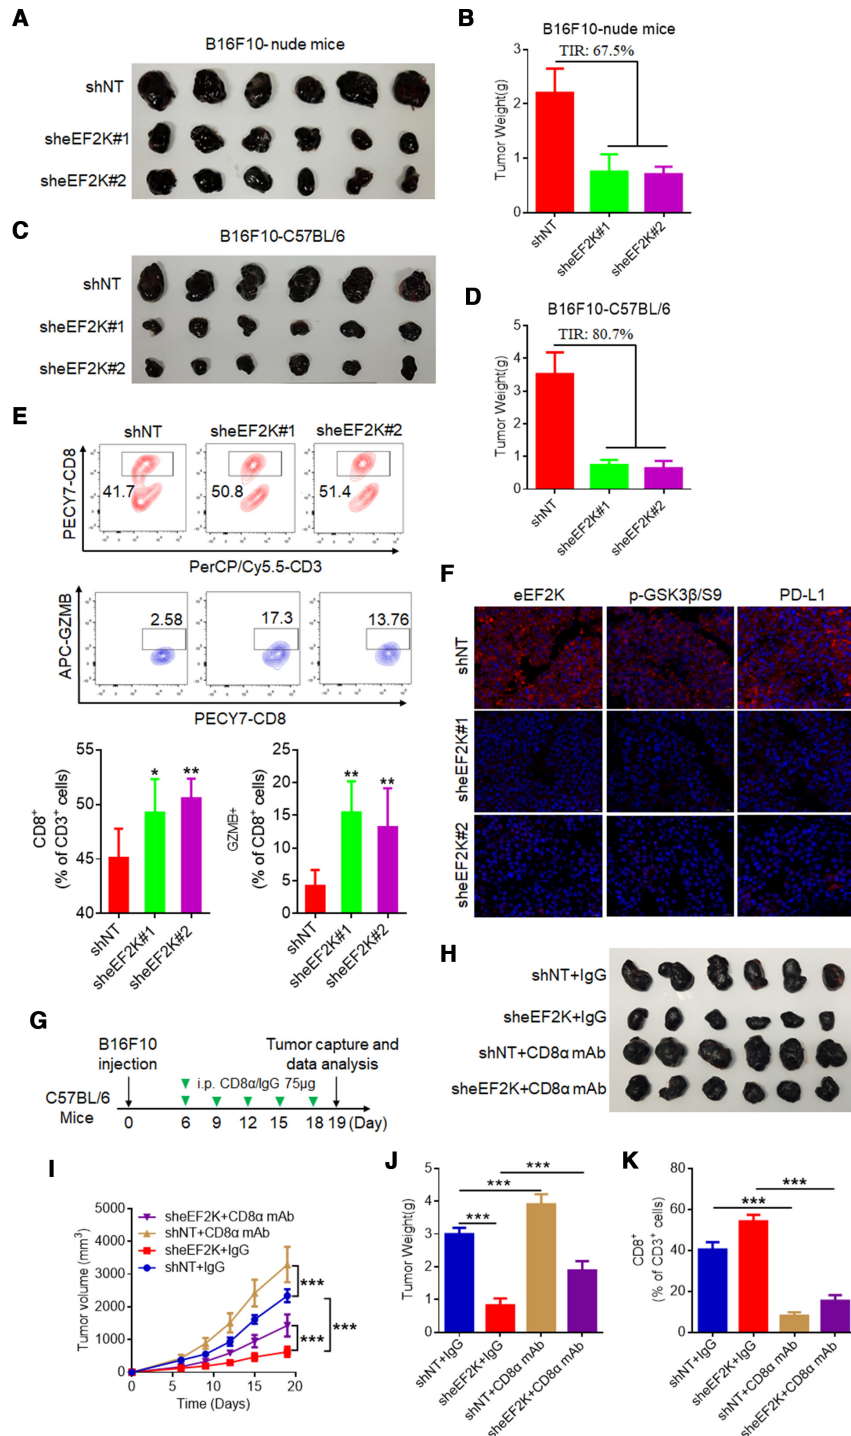 A
B16F10-nude mice
shNT
sheEF2K#1
sheEF2K#2
B
B16F10-nude mice
TIR: 67.5%
Tumor Weight(g)
3
2
1
0
shNT
sheEF2K#1
sheEF2K#2
C
B16F10-C57BL/6
shNT
sheEF2K#1
sheEF2K#2
D
B16F10-C57BL/6
TIR: 80.7%
Tumor Weight(g)
5
4
3
2
1
0
shNT
sheEF2K#1
sheEF2K#2
E
shNT sheEF2K#1 sheEF2K#2
PECY7-CD8
41.7 50.8 51.4
PerCP/Cy5.5-CD3
APC-GZMB
2.58 17.3 13.76
PECY7-CD8
CD8⁺
(% of CD3⁺ cells)
55
50
45
40
* **
shNT
sheEF2K#1
sheEF2K#2
GZMB+
(% of CD8⁺ cells)
25
20
15
10
5
0
** **
shNT
sheEF2K#1
sheEF2K#2
F
eEF2K p-GSK3β/S9 PD-L1
shNT
sheEF2K#1
sheEF2K#2
G
B16F10
injection
Tumor capture and
data analysis
i.p. CD8α/IgG 75μg
C57BL/6
Mice
0 6 9 12 15 18 19 (Day)
H
shNT+IgG
sheEF2K+IgG
shNT+CD8α mAb
sheEF2K+CD8α mAb
I
Tumor volume (mm³)
5000
4000
3000
2000
1000
0
sheEF2K+CD8α mAb
shNT+CD8α mAb
sheEF2K+IgG
shNT+IgG
***
***
***
0 5 10 15 20
Time (Days)
J
Tumor Weight(g)
5
4
3
2
1
0
***
***
***
shNT+IgG
sheEF2K+IgG
shNT+CD8α mAb
sheEF2K+CD8α mAb
K
CD8⁺
(% of CD3⁺ cells)
80
60
40
20
0
***
***
shNT+IgG
sheEF2K+IgG
shNT+CD8α mAb
sheEF2K+CD8α mAb